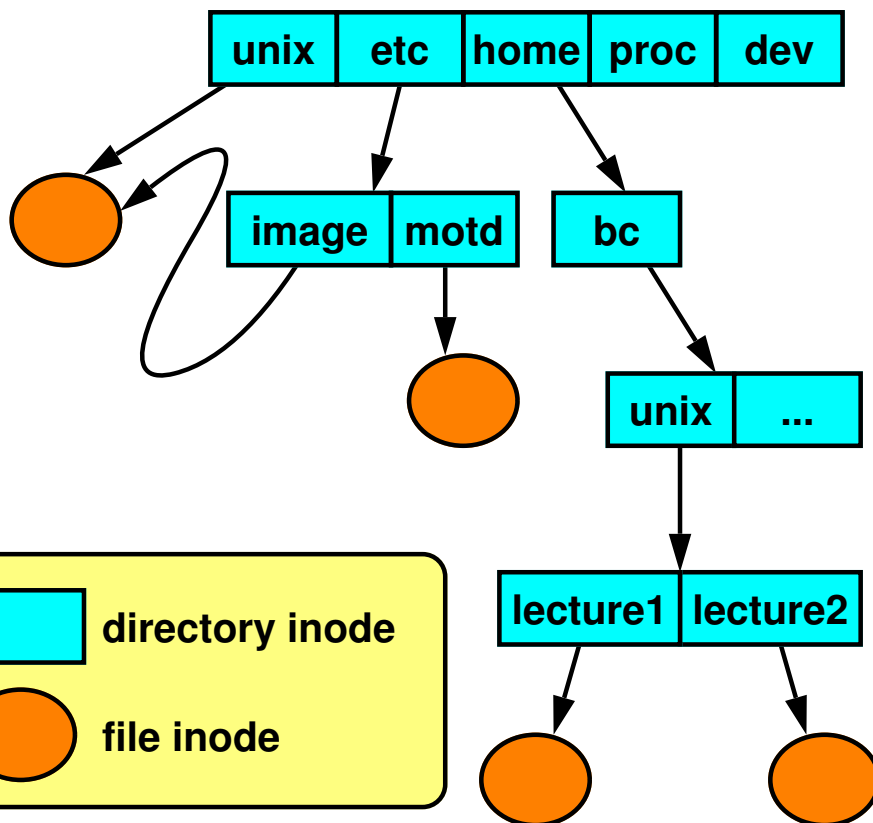 unix etc home proc dev
image motd bc
unix ...
lecture1 lecture2
directory inode
file inode